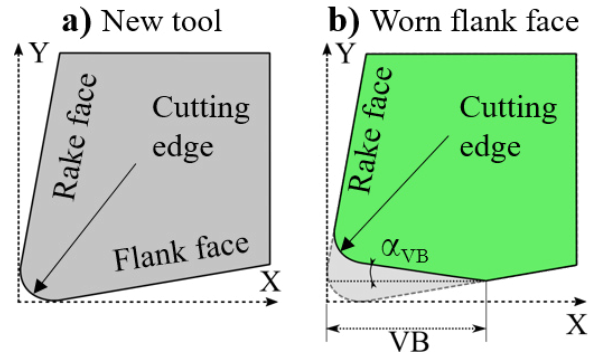 a) New tool
Y
Rake face
Cutting
edge
Flank face
X
b) Worn flank face
Y
Rake face
Cutting
edge
αVB
X
VB